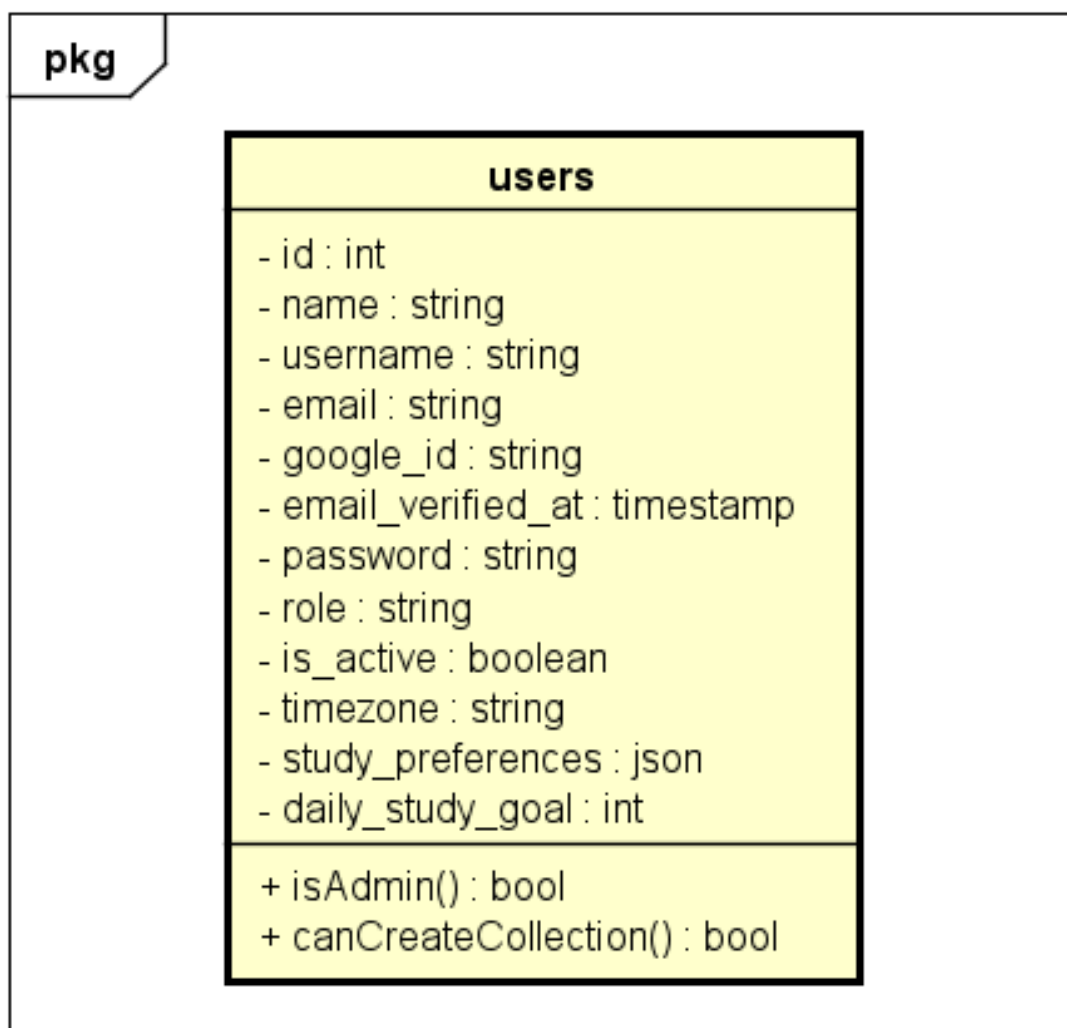 pkg
users
- id : int
- name : string
- username : string
- email : string
- google_id : string
- email_verified_at : timestamp
- password : string
- role : string
- is_active : boolean
- timezone : string
- study_preferences : json
- daily_study_goal : int
+ isAdmin() : bool
+ canCreateCollection() : bool